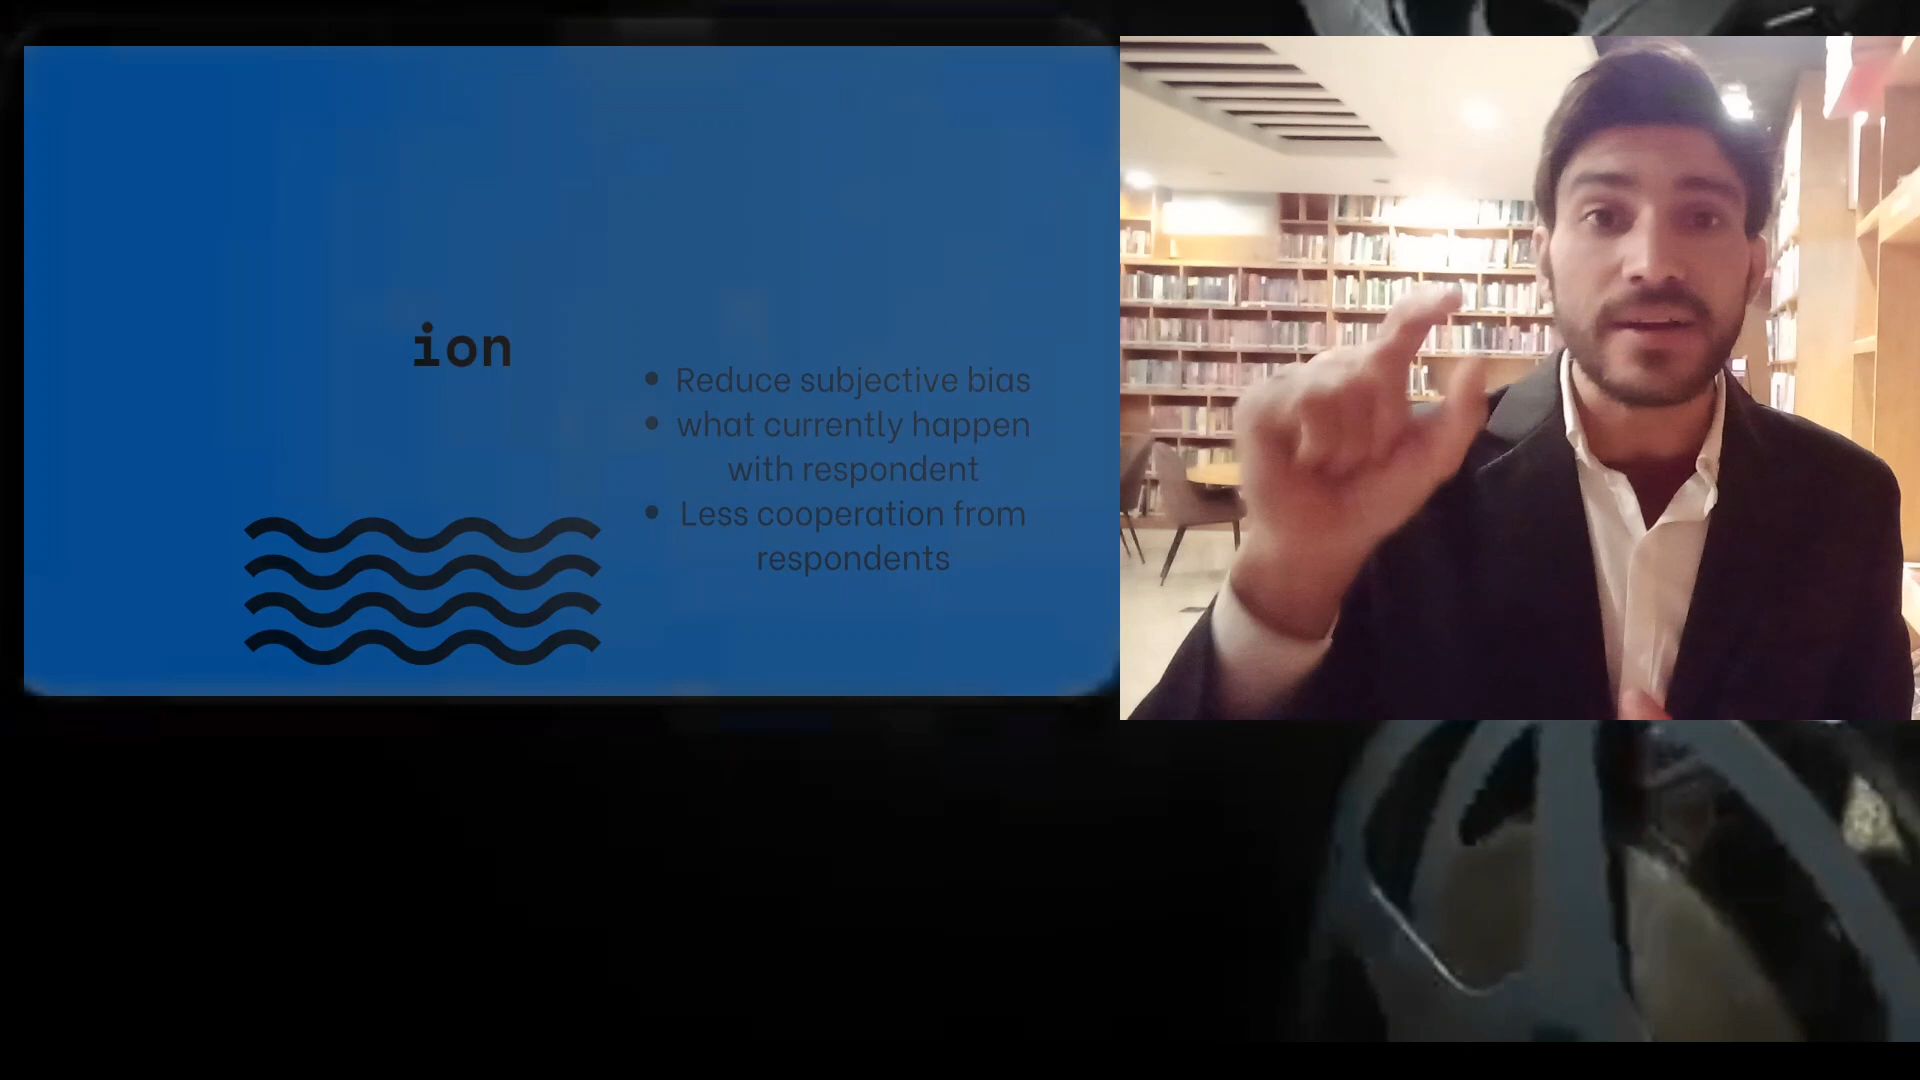 ion
• Reduce subjective bias
• what currently happen
with respondent
• Less cooperation from
respondents